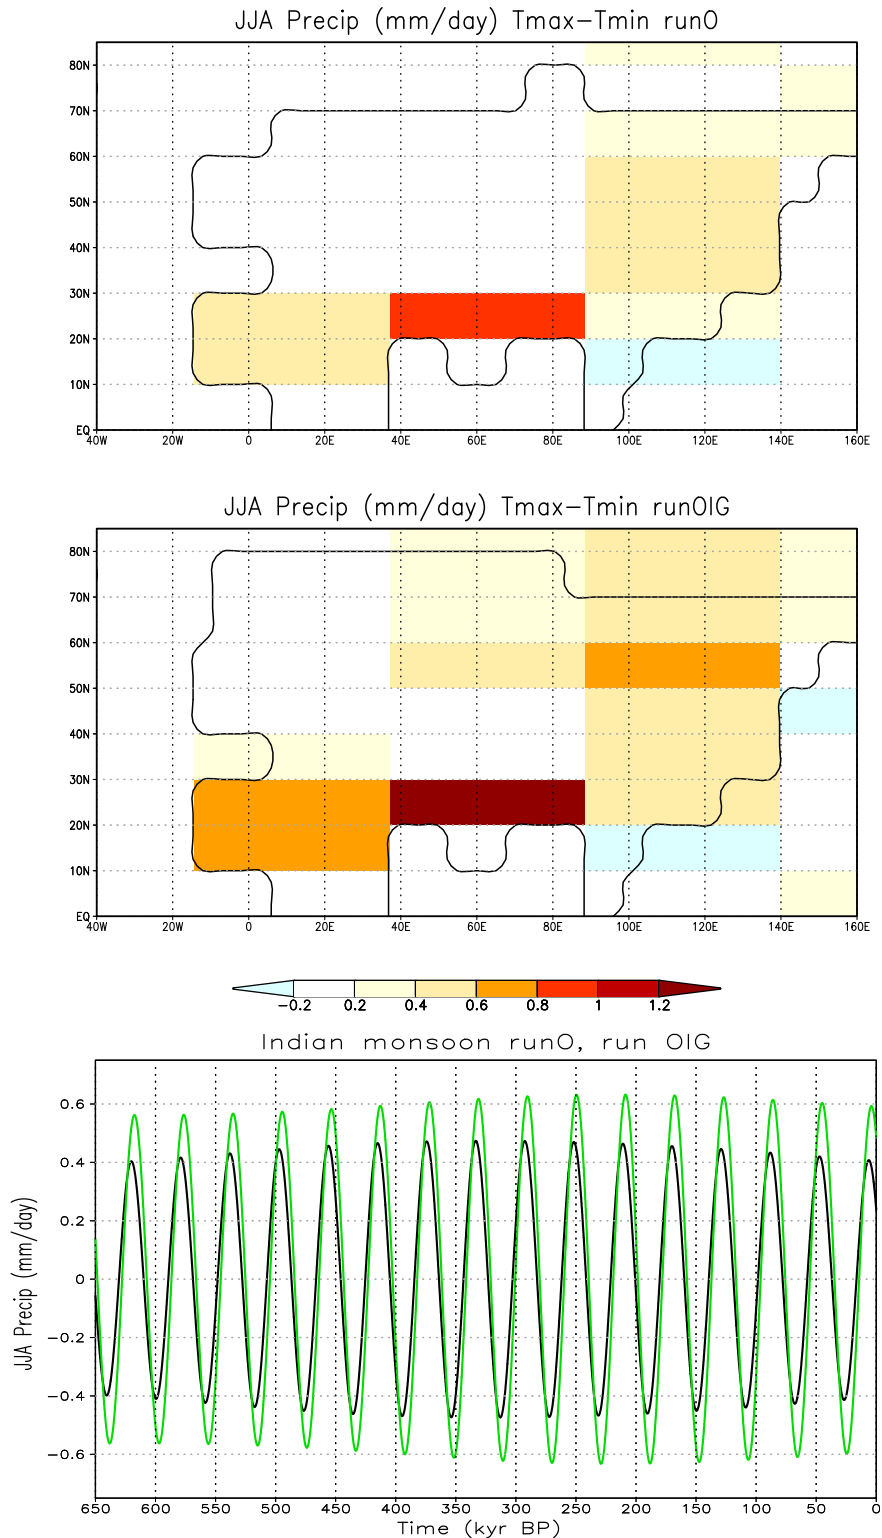 JJA Precip (mm/day) Tmax-Tmin runO
80N
70N
60N
50N
40N
30N
20N
10N
EQ
40W 20W 0 20E 40E 60E 80E 100E 120E 140E 160E
JJA Precip (mm/day) Tmax-Tmin runOIG
80N
70N
60N
50N
40N
30N
20N
10N
EQ
40W 20W 0 20E 40E 60E 80E 100E 120E 140E 160E
-0.2 0.2 0.4 0.6 0.8 1 1.2
Indian monsoon runO, run OIG
JJA Precip (mm/day)
0.6
0.4
0.2
0
-0.2
-0.4
-0.6
650 600 550 500 450 400 350 300 250 200 150 100 50 0
Time (kyr BP)